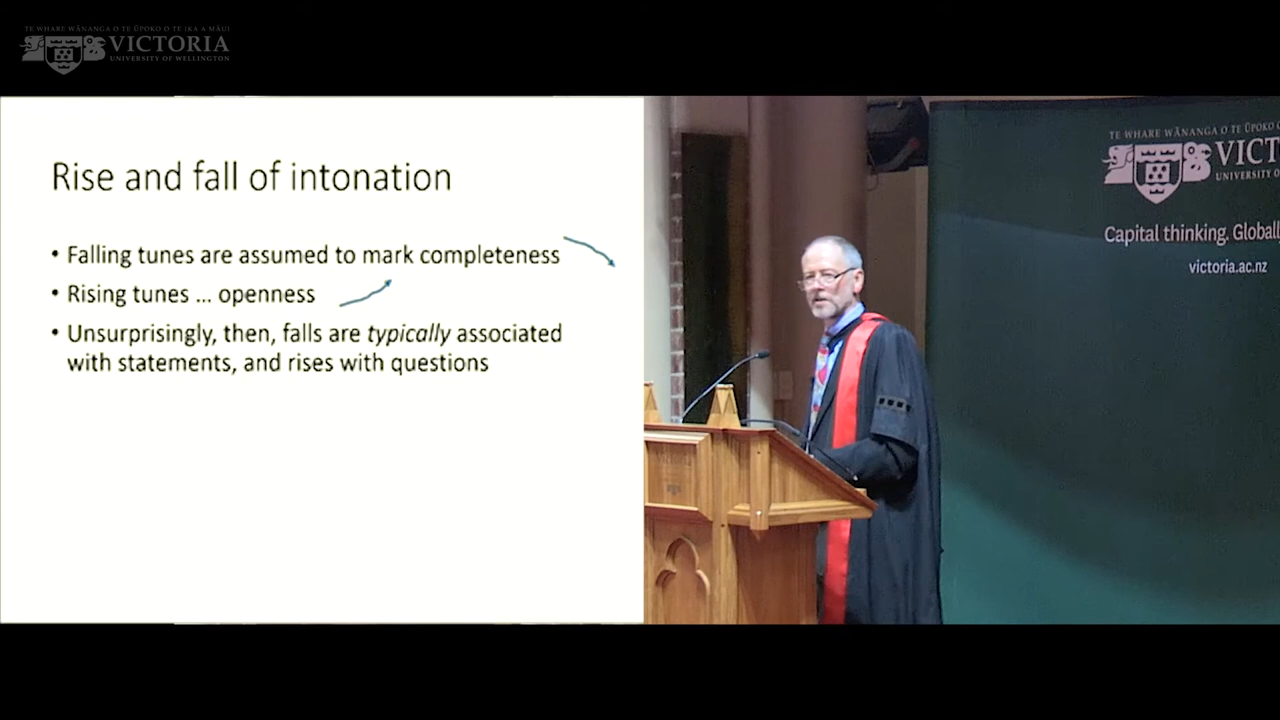 TE WHARE WĀNANGA O TE ŪPOKO O TE IKA A MĀUI
VICTORIA
UNIVERSITY OF WELLINGTON
Rise and fall of intonation
• Falling tunes are assumed to mark completeness
• Rising tunes ... openness
• Unsurprisingly, then, falls are typically associated
with statements, and rises with questions
TE WHARE WĀNANGA O TE ŪPOKO O
VICT
UNIVERSITY O
Capital thinking. Globall
victoria.ac.nz